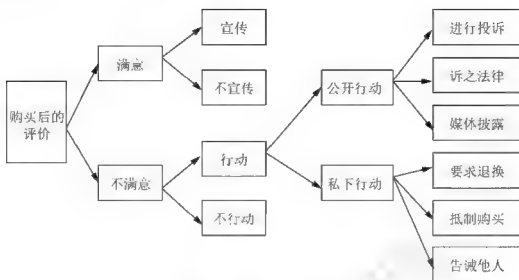 购买后的
评价
满意
不满意
宣传
不宣传
行动
不行动
公开行动
私下行动
进行投诉
诉之法律
媒体披露
要求退换
抵制购买
告诫他人